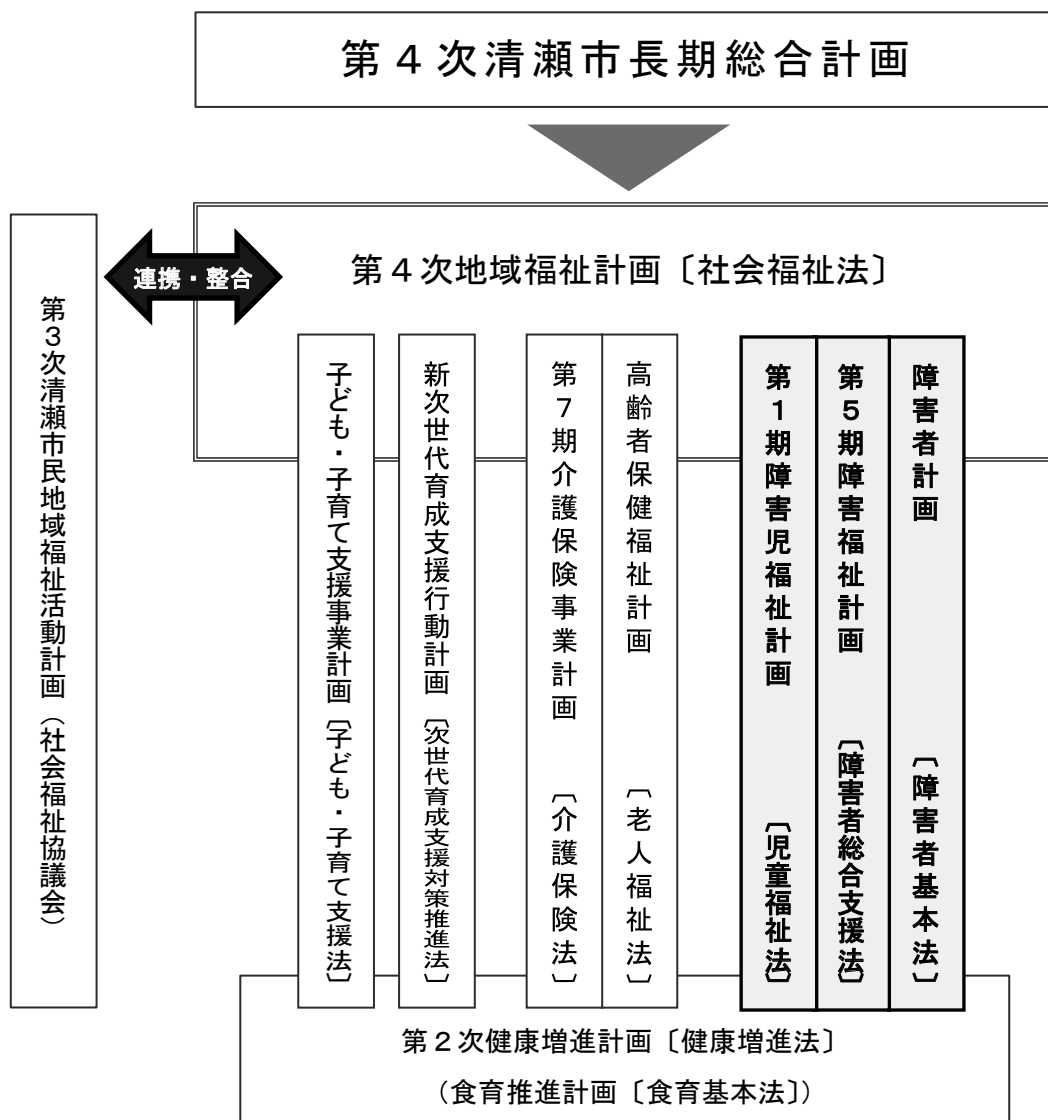 第４次清瀬市長期総合計画
連携・整合
第４次地域福祉計画〔社会福祉法〕
第３次清瀬市民地域福祉活動計画（社会福祉協議会）
子ども・子育て支援事業計画〔子ども・子育て支援法〕
新次世代育成支援行動計画〔次世代育成支援対策推進法〕
第７期介護保険事業計画〔介護保険法〕
高齢者保健福祉計画〔老人福祉法〕
第１期障害児福祉計画〔児童福祉法〕
第５期障害福祉計画〔障害者総合支援法〕
障害者計画〔障害者基本法〕
第２次健康増進計画〔健康増進法〕
（食育推進計画〔食育基本法〕）